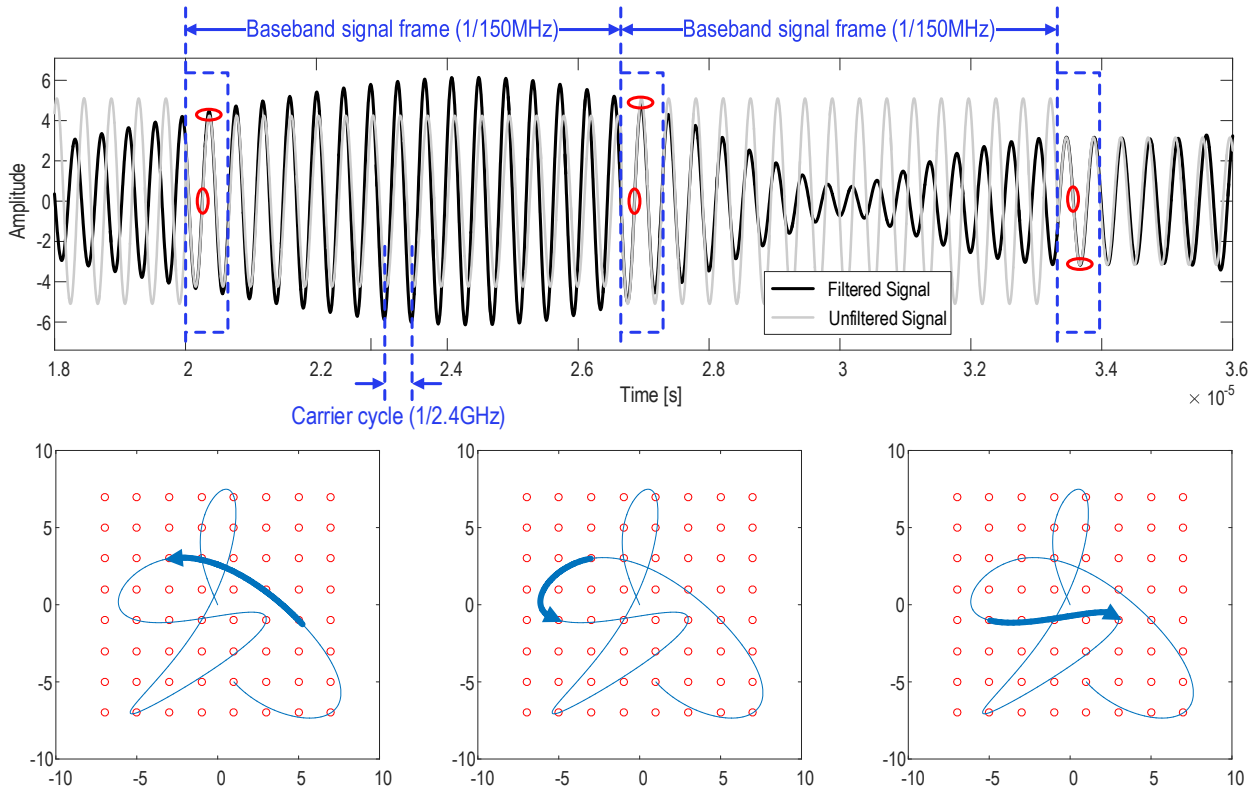 Baseband signal frame (1/150MHz) Baseband signal frame (1/150MHz)
6
4
2
0
-2
-4
-6
Amplitude
Filtered Signal
Unfiltered Signal
1.8 2 2.2 2.4 2.6 2.8 3 3.2 3.4 3.6
Time [s]
× 10⁻⁵
Carrier cycle (1/2.4GHz)
10
5
0
-5
-10
-10 -5 0 5 10
10
5
0
-5
-10
-10 -5 0 5 10
10
5
0
-5
-10
-10 -5 0 5 10